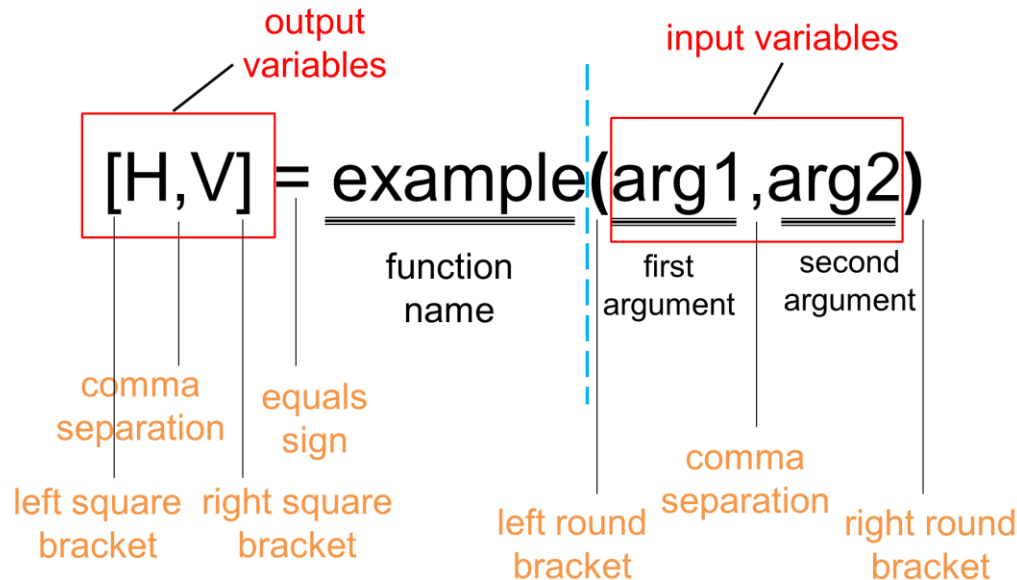 output
variables
input variables
[H,V] = example(arg1,arg2)
function
name
first
argument
second
argument
comma
separation
equals
sign
left square
bracket
right square
bracket
left round
bracket
comma
separation
right round
bracket